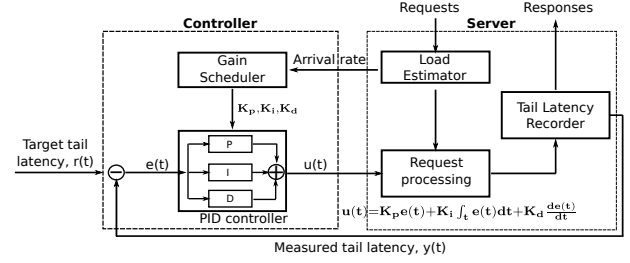 Requests
Responses
Controller
Server
Gain
Scheduler
Arrival rate
Load
Estimator
Kp,Ki,Kd
Tail Latency
Recorder
Target tail
latency, r(t)
e(t)
P
I
D
u(t)
Request
processing
PID controller
u(t)=Kpe(t)+Ki ∫t e(t)dt+Kd de(t)/dt
Measured tail latency, y(t)